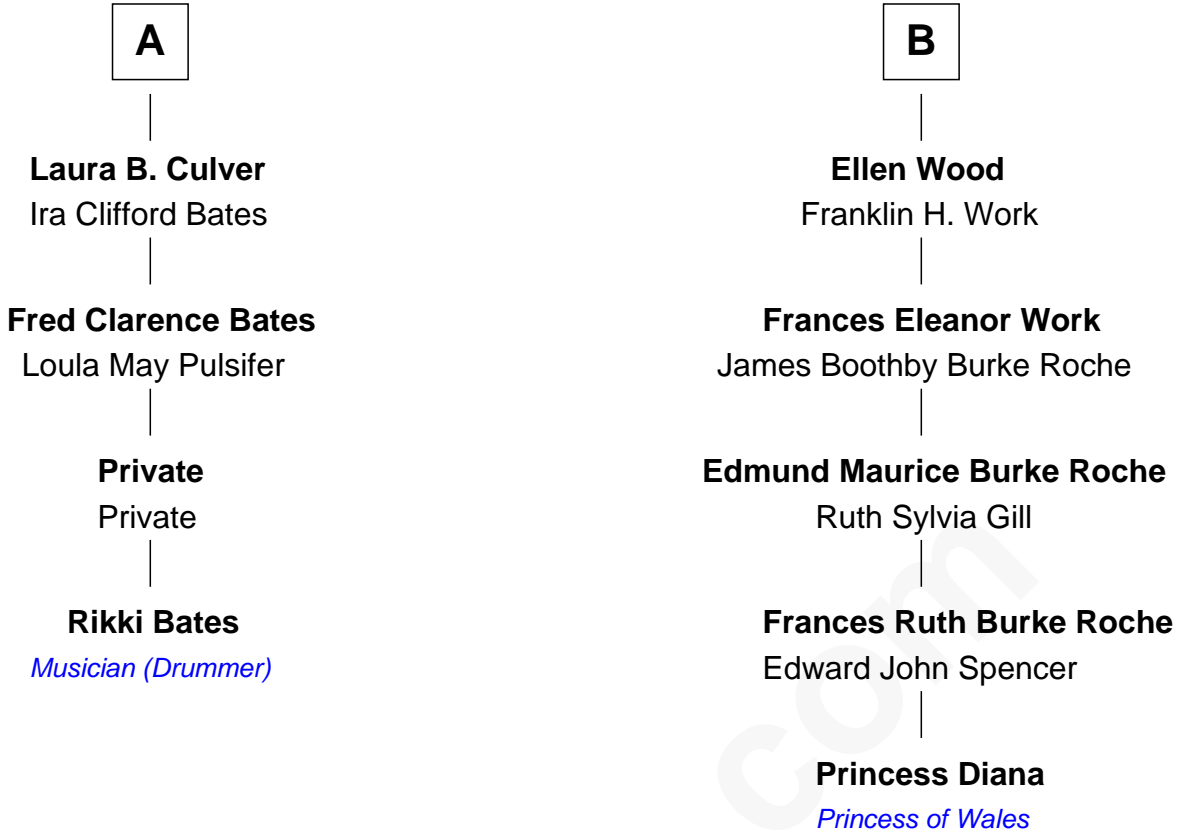 A
Laura B. Culver
Ira Clifford Bates
Fred Clarence Bates
Loula May Pulsifer
Private
Private
Rikki Bates
Musician (Drummer)
B
Ellen Wood
Franklin H. Work
Frances Eleanor Work
James Boothby Burke Roche
Edmund Maurice Burke Roche
Ruth Sylvia Gill
Frances Ruth Burke Roche
Edward John Spencer
Princess Diana
Princess of Wales
com